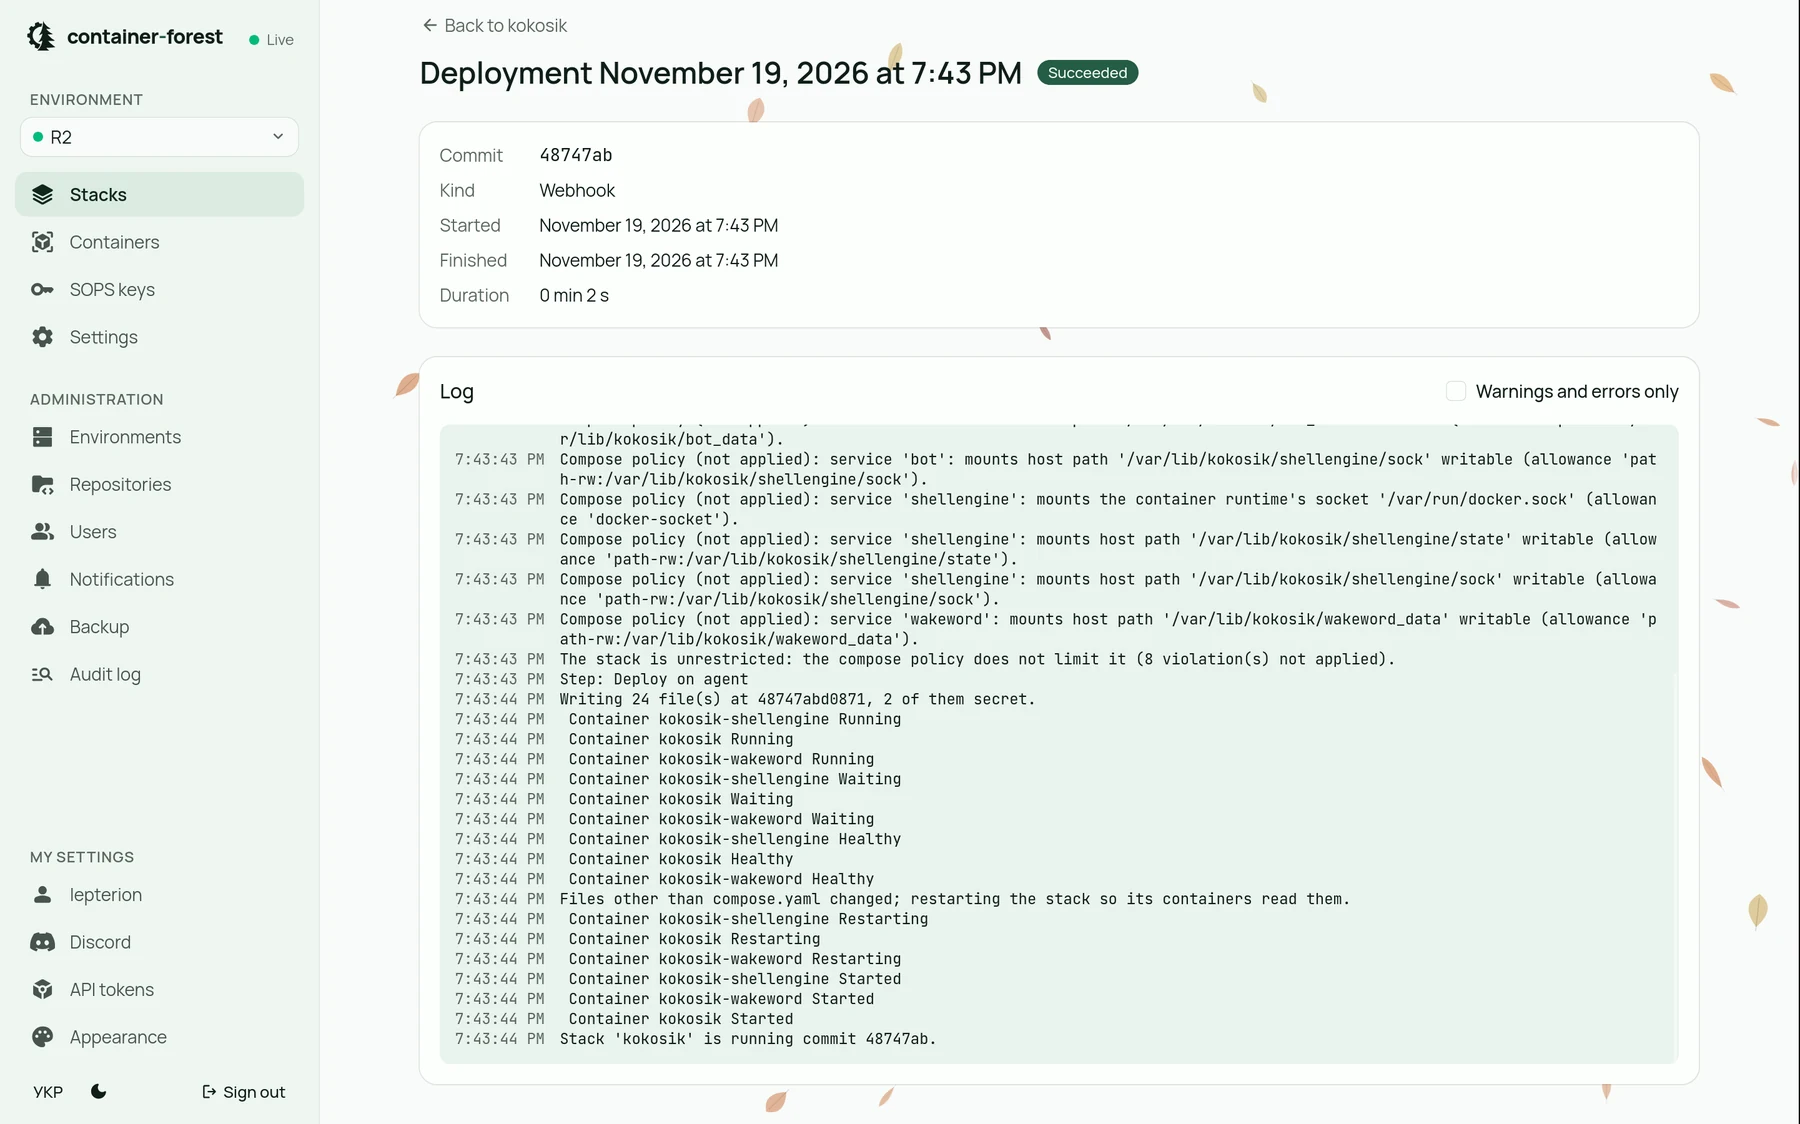 container-forest
Live
ENVIRONMENT
R2
Stacks
Containers
SOPS keys
Settings
ADMINISTRATION
Environments
Repositories
Users
Notifications
Backup
Audit log
MY SETTINGS
lepterion
Discord
API tokens
Appearance
УКР
Sign out
Back to kokosik
Deployment November 19, 2026 at 7:43 PM
Succeeded
Commit 48747ab
Kind Webhook
Started November 19, 2026 at 7:43 PM
Finished November 19, 2026 at 7:43 PM
Duration 0 min 2 s
Log
Warnings and errors only
r/lib/kokosik/bot_data').
7:43:43 PM Compose policy (not applied): service 'bot': mounts host path '/var/lib/kokosik/shellengine/sock' writable (allowance 'pat
h-rw:/var/lib/kokosik/shellengine/sock').
7:43:43 PM Compose policy (not applied): service 'shellengine': mounts the container runtime's socket '/var/run/docker.sock' (allowan
ce 'docker-socket').
7:43:43 PM Compose policy (not applied): service 'shellengine': mounts host path '/var/lib/kokosik/shellengine/state' writable (allow
ance 'path-rw:/var/lib/kokosik/shellengine/state').
7:43:43 PM Compose policy (not applied): service 'shellengine': mounts host path '/var/lib/kokosik/shellengine/sock' writable (allowa
nce 'path-rw:/var/lib/kokosik/shellengine/sock').
7:43:43 PM Compose policy (not applied): service 'wakeword': mounts host path '/var/lib/kokosik/wakeword_data' writable (allowance 'p
ath-rw:/var/lib/kokosik/wakeword_data').
7:43:43 PM The stack is unrestricted: the compose policy does not limit it (8 violation(s) not applied).
7:43:43 PM Step: Deploy on agent
7:43:44 PM Writing 24 file(s) at 48747abd0871, 2 of them secret.
7:43:44 PM Container kokosik-shellengine Running
7:43:44 PM Container kokosik Running
7:43:44 PM Container kokosik-wakeword Running
7:43:44 PM Container kokosik-shellengine Waiting
7:43:44 PM Container kokosik Waiting
7:43:44 PM Container kokosik-wakeword Waiting
7:43:44 PM Container kokosik-shellengine Healthy
7:43:44 PM Container kokosik Healthy
7:43:44 PM Container kokosik-wakeword Healthy
7:43:44 PM Files other than compose.yaml changed; restarting the stack so its containers read them.
7:43:44 PM Container kokosik-shellengine Restarting
7:43:44 PM Container kokosik Restarting
7:43:44 PM Container kokosik-wakeword Restarting
7:43:44 PM Container kokosik-shellengine Started
7:43:44 PM Container kokosik-wakeword Started
7:43:44 PM Container kokosik Started
7:43:44 PM Stack 'kokosik' is running commit 48747ab.